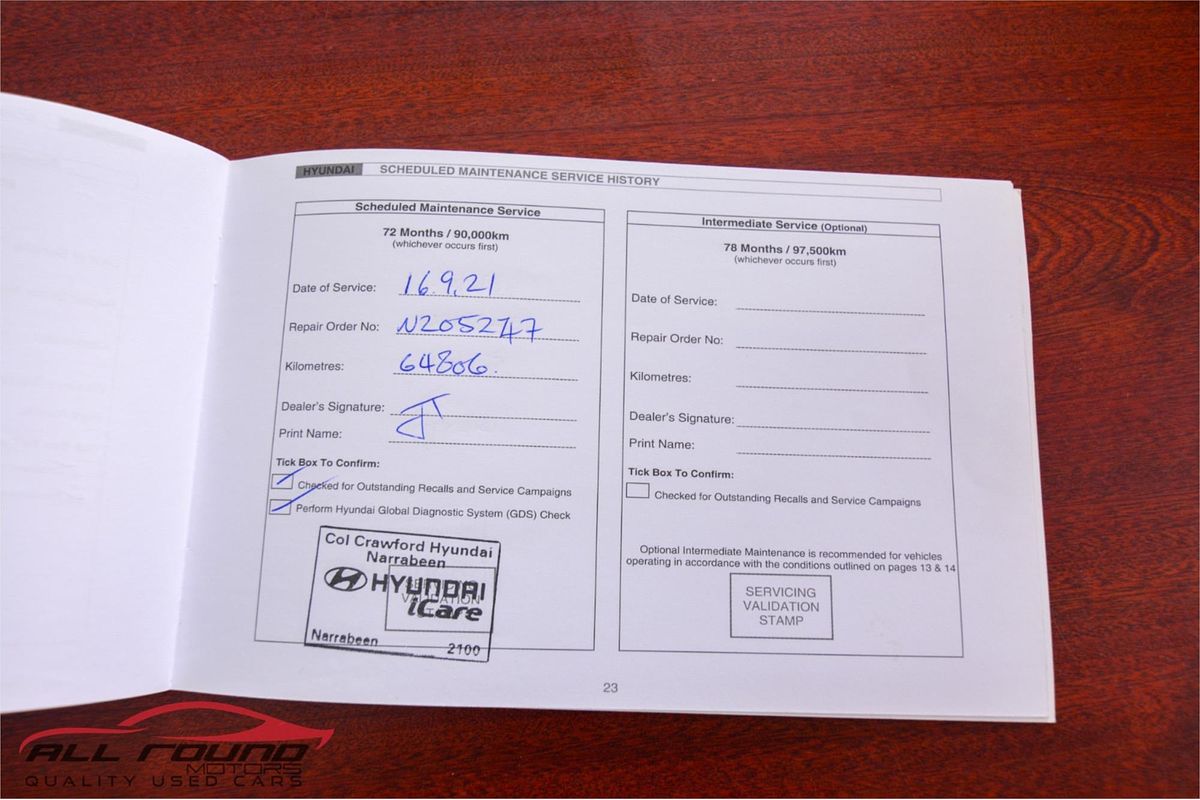 HYUNDAI SCHEDULED MAINTENANCE SERVICE HISTORY
Scheduled Maintenance Service
72 Months / 90,000km
(whichever occurs first)
Date of Service: 16.9.21
Repair Order No: N2052747
Kilometres: 64806.
Dealer's Signature:
Print Name:
Tick Box To Confirm:
Checked for Outstanding Recalls and Service Campaigns
Perform Hyundai Global Diagnostic System (GDS) Check
Col Crawford Hyundai
Narrabeen
HYUNDAI
iCare
SERVICING
VALIDATION
Narrabeen 2100
Intermediate Service (Optional)
78 Months / 97,500km
(whichever occurs first)
Date of Service:
Repair Order No:
Kilometres:
Dealer's Signature:
Print Name:
Tick Box To Confirm:
Checked for Outstanding Recalls and Service Campaigns
Optional Intermediate Maintenance is recommended for vehicles
operating in accordance with the conditions outlined on pages 13 & 14
SERVICING
VALIDATION
STAMP
23
ALL ROUND
MOTORS
QUALITY USED CARS